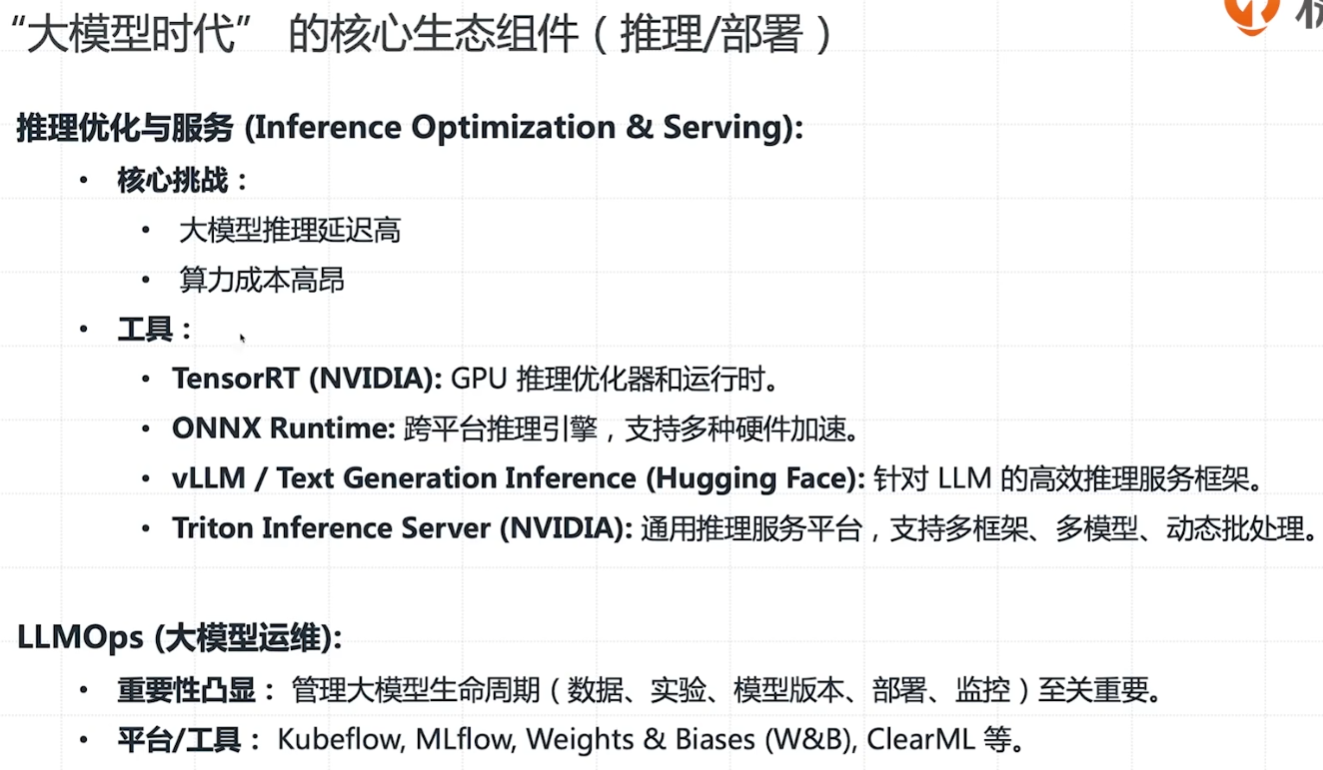 “大模型时代” 的核心生态组件（推理/部署）
推理优化与服务 (Inference Optimization & Serving):
• 核心挑战：
• 大模型推理延迟高
• 算力成本高昂
• 工具：
• TensorRT (NVIDIA): GPU 推理优化器和运行时。
• ONNX Runtime: 跨平台推理引擎，支持多种硬件加速。
• vLLM / Text Generation Inference (Hugging Face): 针对 LLM 的高效推理服务框架。
• Triton Inference Server (NVIDIA): 通用推理服务平台，支持多框架、多模型、动态批处理。
LLMOps (大模型运维):
• 重要性凸显： 管理大模型生命周期（数据、实验、模型版本、部署、监控）至关重要。
• 平台/工具： Kubeflow, MLflow, Weights & Biases (W&B), ClearML 等。